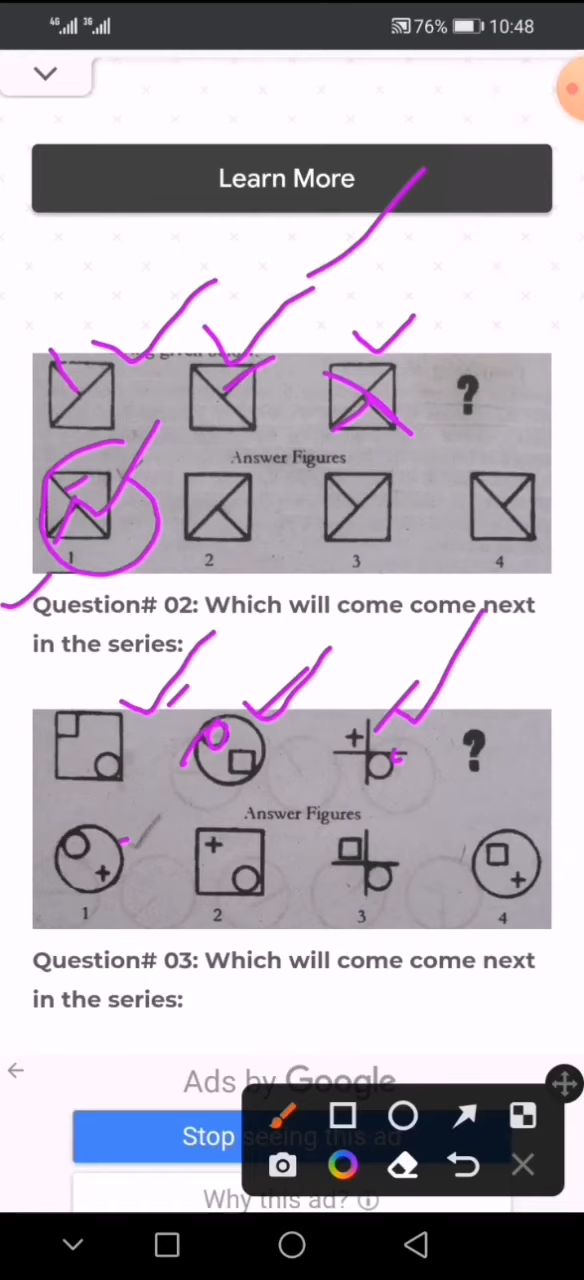 4G 3G 76% 10:48
Learn More
?
Answer Figures
1 2 3 4
Question# 02: Which will come come next
in the series:
?
Answer Figures
1 2 3 4
Question# 03: Which will come come next
in the series:
Ads by Google
Stop seeing this ad
Why this ad?